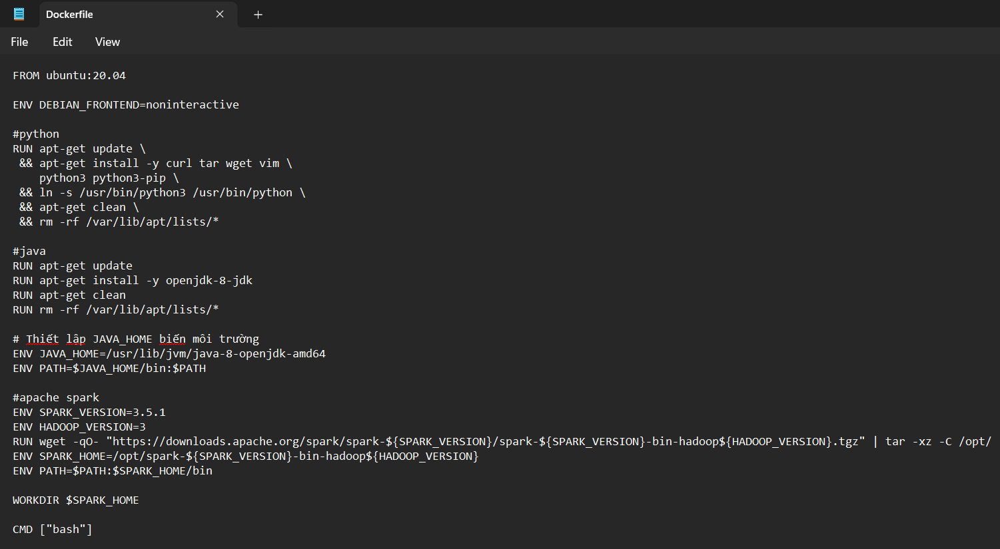 Dockerfile
File Edit View
FROM ubuntu:20.04
ENV DEBIAN_FRONTEND=noninteractive
#python
RUN apt-get update \
 && apt-get install -y curl tar wget vim \
    python3 python3-pip \
 && ln -s /usr/bin/python3 /usr/bin/python \
 && apt-get clean \
 && rm -rf /var/lib/apt/lists/*
#java
RUN apt-get update
RUN apt-get install -y openjdk-8-jdk
RUN apt-get clean
RUN rm -rf /var/lib/apt/lists/*
# Thiết lập JAVA_HOME biến môi trường
ENV JAVA_HOME=/usr/lib/jvm/java-8-openjdk-amd64
ENV PATH=$JAVA_HOME/bin:$PATH
#apache spark
ENV SPARK_VERSION=3.5.1
ENV HADOOP_VERSION=3
RUN wget -qO- "https://downloads.apache.org/spark/spark-${SPARK_VERSION}/spark-${SPARK_VERSION}-bin-hadoop${HADOOP_VERSION}.tgz" | tar -xz -C /opt/
ENV SPARK_HOME=/opt/spark-${SPARK_VERSION}-bin-hadoop${HADOOP_VERSION}
ENV PATH=$PATH:$SPARK_HOME/bin
WORKDIR $SPARK_HOME
CMD ["bash"]